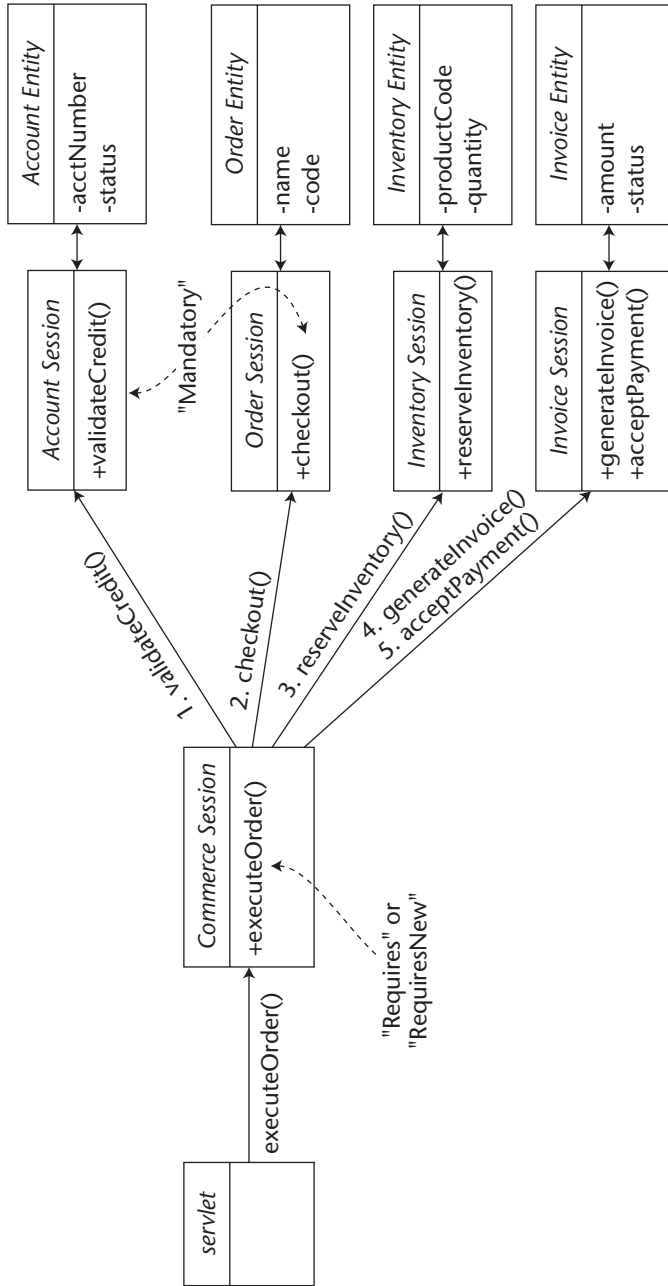 servlet
executeOrder()
Commerce Session
+executeOrder()
"Requires" or
"RequiresNew"
1. validateCredit()
2. checkout()
3. reserveInventory()
4. generateInvoice()
5. acceptPayment()
Account Session
+validateCredit()
"Mandatory"
Order Session
+checkout()
Inventory Session
+reserveInventory()
Invoice Session
+generateInvoice()
+acceptPayment()
Account Entity
-acctNumber
-status
Order Entity
-name
-code
Inventory Entity
-productCode
-quantity
Invoice Entity
-amount
-status